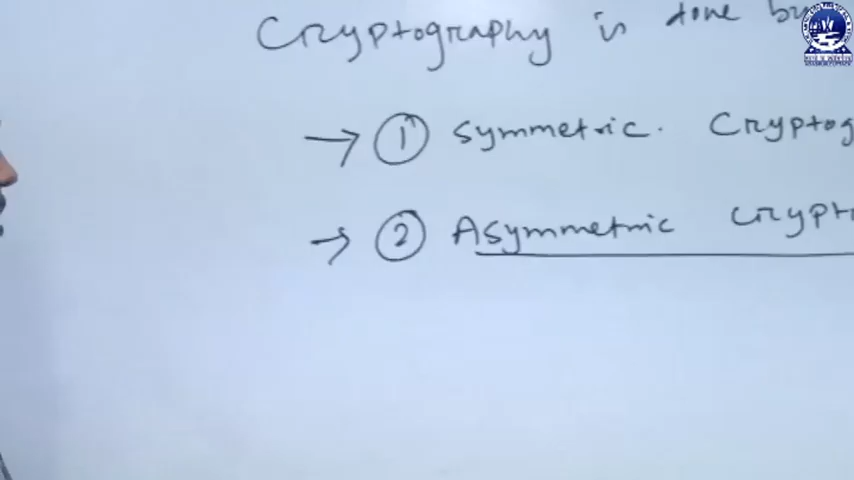 Cryptography is done by
→ ① Symmetric. Cryptog
→ ② Asymmetric crypt